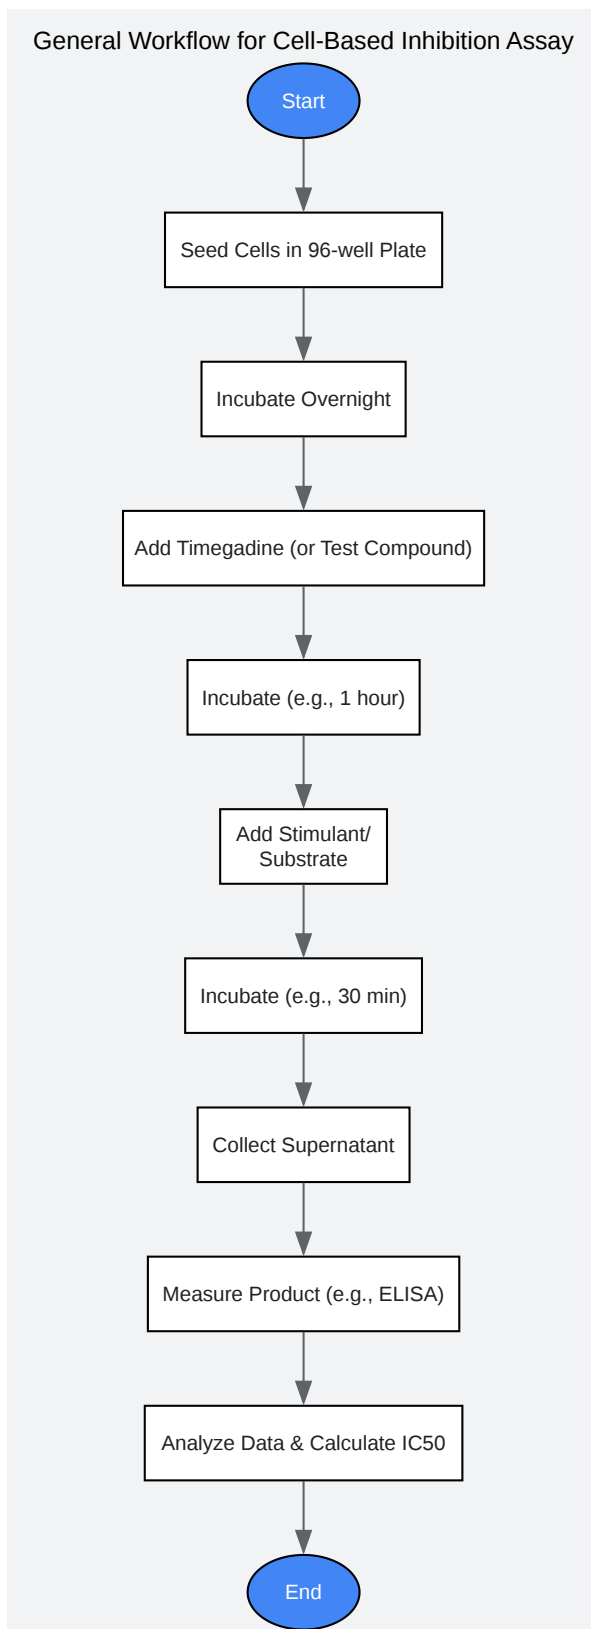 General Workflow for Cell-Based Inhibition Assay
Start
Seed Cells in 96-well Plate
Incubate Overnight
Add Timegadine (or Test Compound)
Incubate (e.g., 1 hour)
Add Stimulant/
Substrate
Incubate (e.g., 30 min)
Collect Supernatant
Measure Product (e.g., ELISA)
Analyze Data & Calculate IC50
End